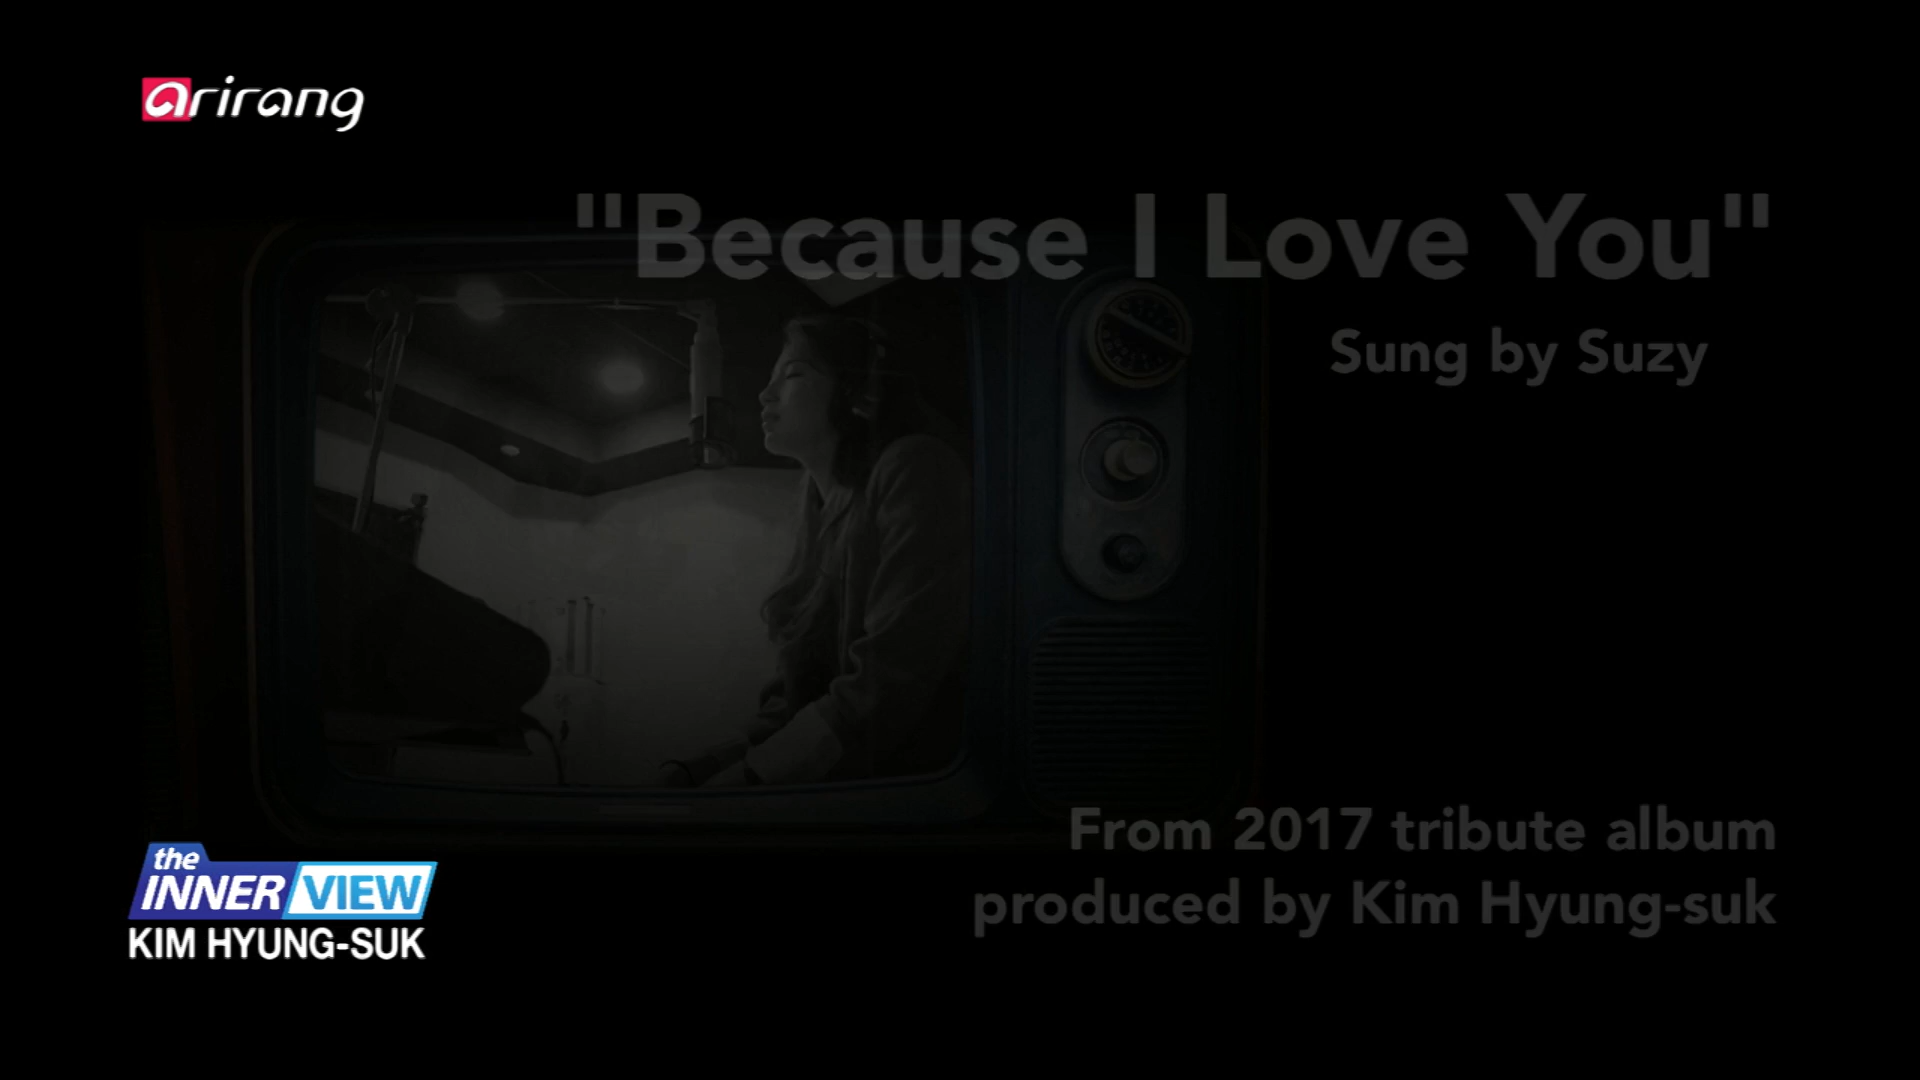 arirang
"Because I Love You"
Sung by Suzy
From 2017 tribute album
produced by Kim Hyung-suk
the
INNER VIEW
KIM HYUNG-SUK